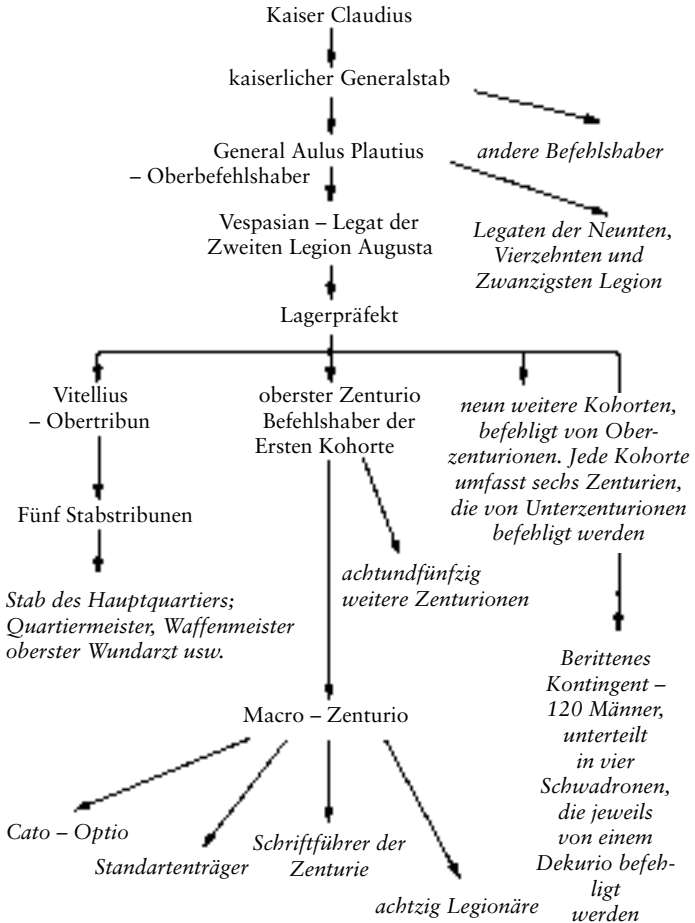 Kaiser Claudius
kaiserlicher Generalstab
General Aulus Plautius
– Oberbefehlshaber
andere Befehlshaber
Vespasian – Legat der
Zweiten Legion Augusta
Legaten der Neunten,
Vierzehnten und
Zwanzigsten Legion
Lagerpräfekt
Vitellius
– Obertribun
oberster Zenturio
Befehlshaber der
Ersten Kohorte
neun weitere Kohorten,
befehligt von Ober-
zenturionen. Jede Kohorte
umfasst sechs Zenturien,
die von Unterzenturionen
befehligt werden
Fünf Stabstribunen
achtundfünfzig
weitere Zenturionen
Stab des Hauptquartiers;
Quartiermeister, Waffenmeister
oberster Wundarzt usw.
Berittenes
Kontingent –
120 Männer,
unterteilt
in vier
Schwadronen,
die jeweils
von einem
Dekurio befeh-
ligt
werden
Macro – Zenturio
Cato – Optio
Standartenträger
Schriftführer der
Zenturie
achtzig Legionäre